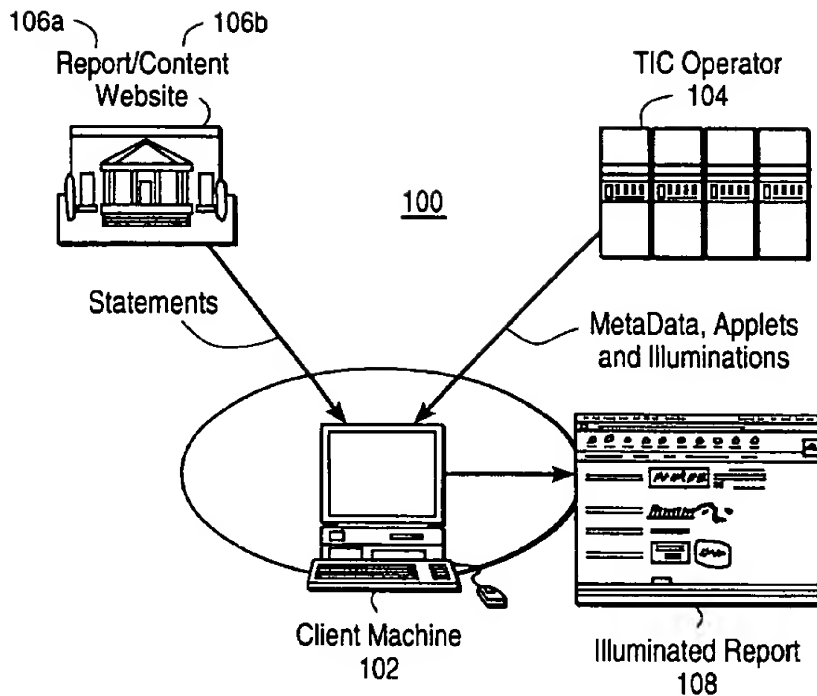 106a
106b
Report/Content
Website
TIC Operator
104
100
Statements
MetaData, Applets
and Illuminations
Client Machine
102
Illuminated Report
108